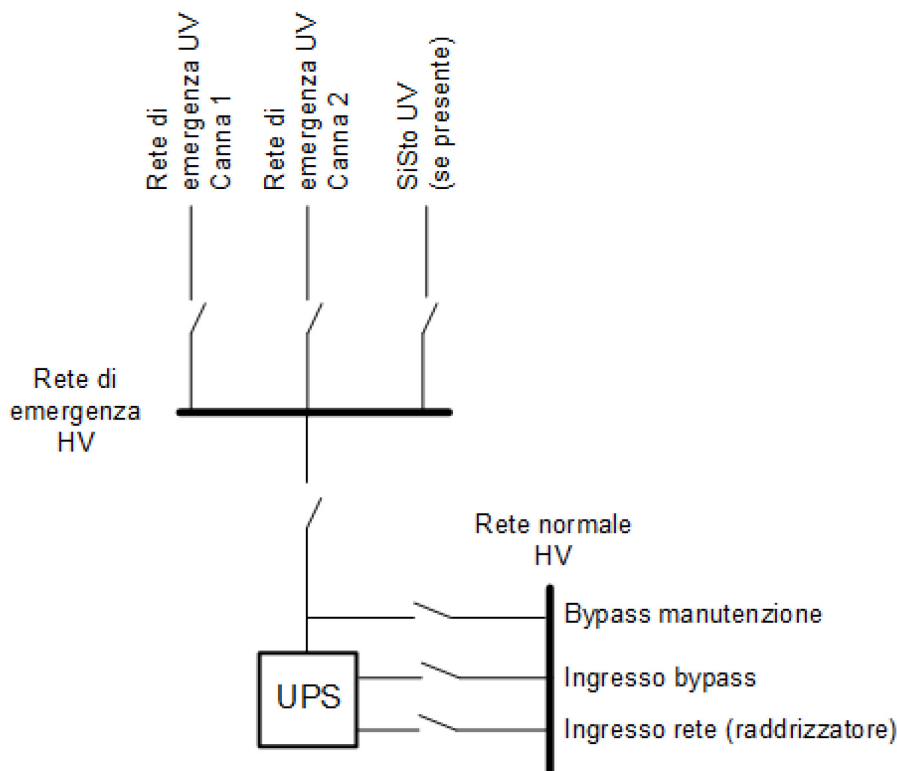 Rete di
emergenza UV
Canna 1
Rete di
emergenza UV
Canna 2
SiSto UV
(se presente)
Rete di
emergenza
HV
Rete normale
HV
Bypass manutenzione
UPS
Ingresso bypass
Ingresso rete (raddrizzatore)